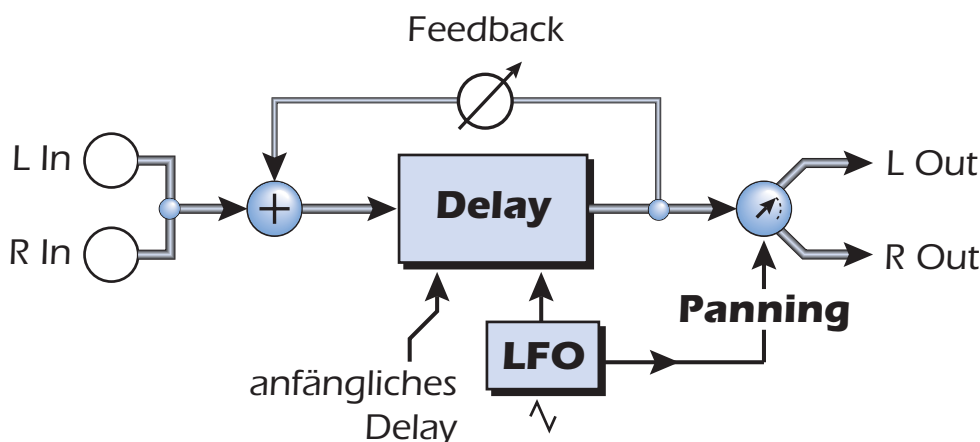 Feedback
L In
R In
+
Delay
L Out
R Out
Panning
LFO
anfängliches
Delay